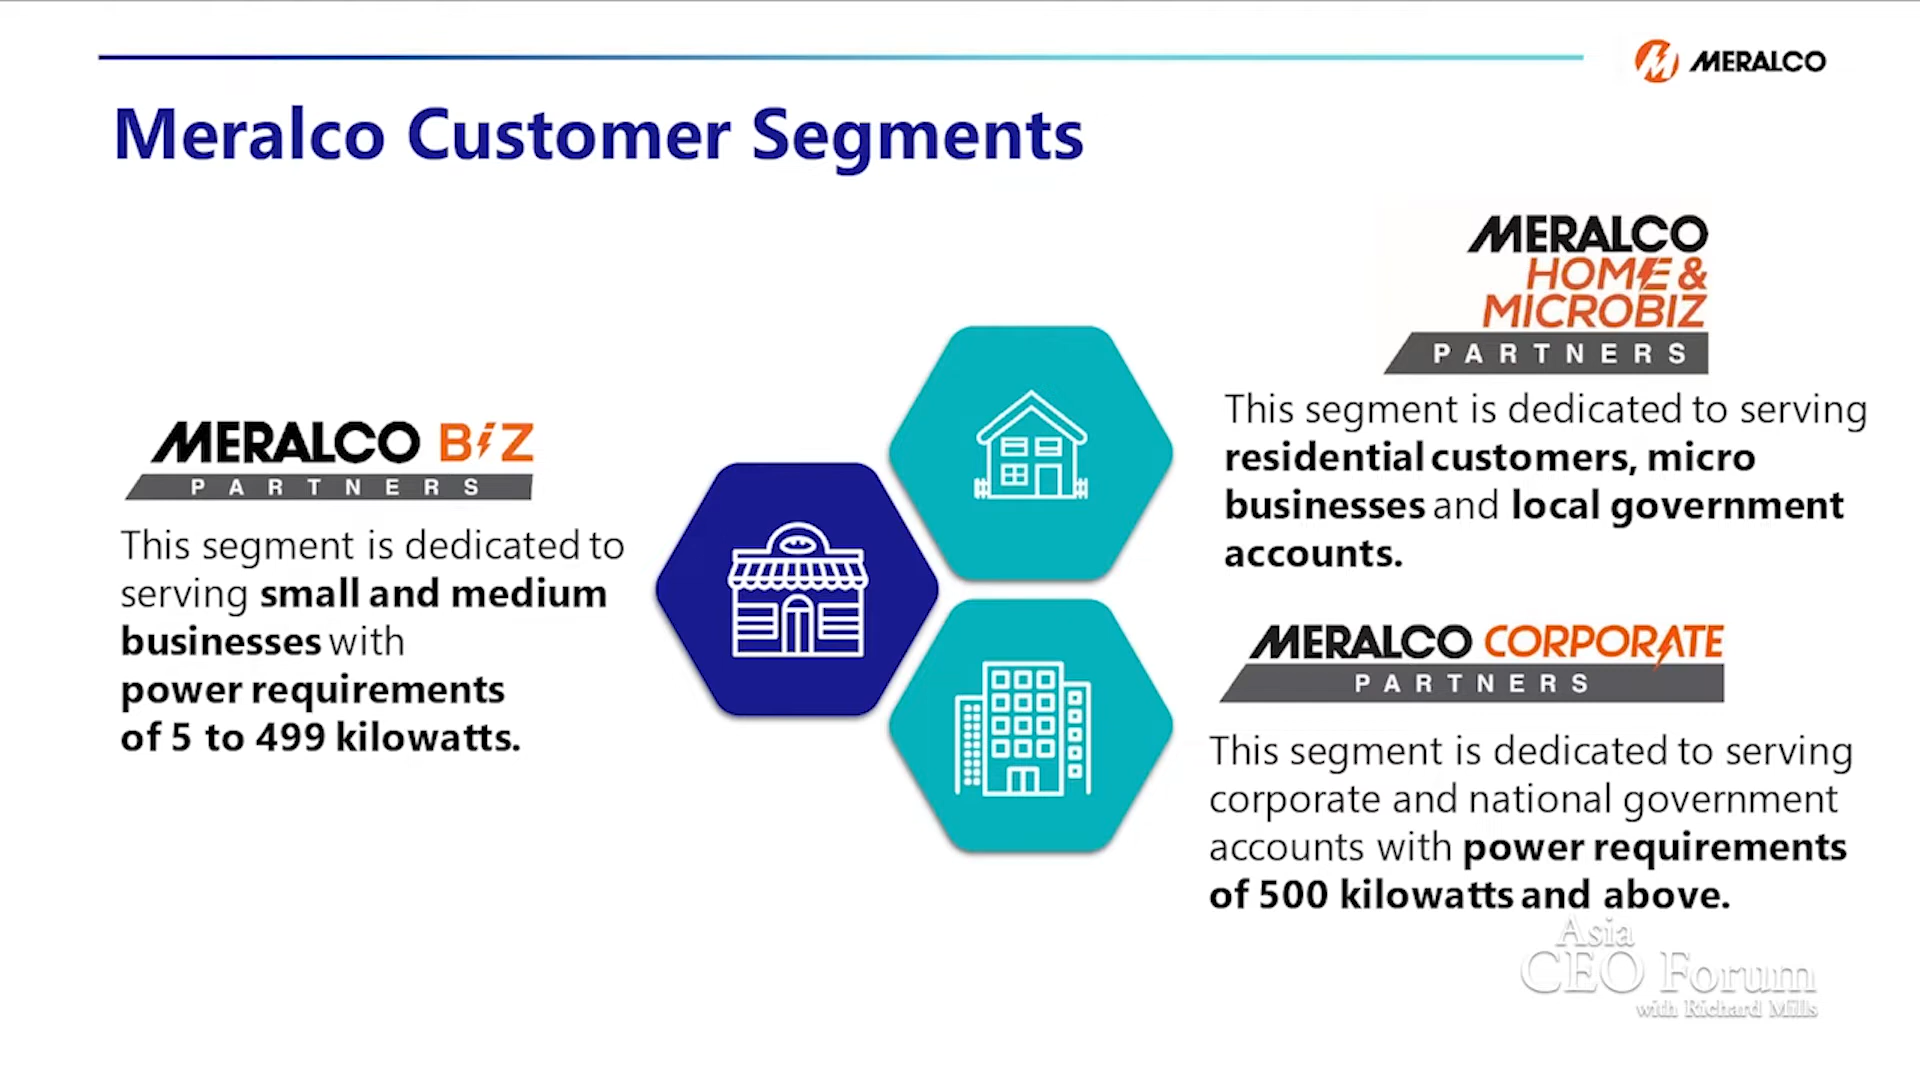 MERALCO
Meralco Customer Segments
MERALCO BIZ
PARTNERS
This segment is dedicated to
serving small and medium
businesses with
power requirements
of 5 to 499 kilowatts.
MERALCO
HOME &
MICROBIZ
PARTNERS
This segment is dedicated to serving
residential customers, micro
businesses and local government
accounts.
MERALCO CORPORATE
PARTNERS
This segment is dedicated to serving
corporate and national government
accounts with power requirements
of 500 kilowatts and above.
Asia
CEO Forum
with Richard Mills